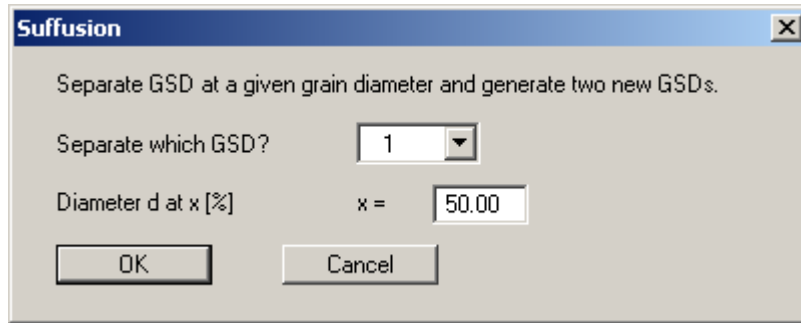 Suffusion
Separate GSD at a given grain diameter and generate two new GSDs.
Separate which GSD? 1
Diameter d at x [%] x = 50.00
OK Cancel